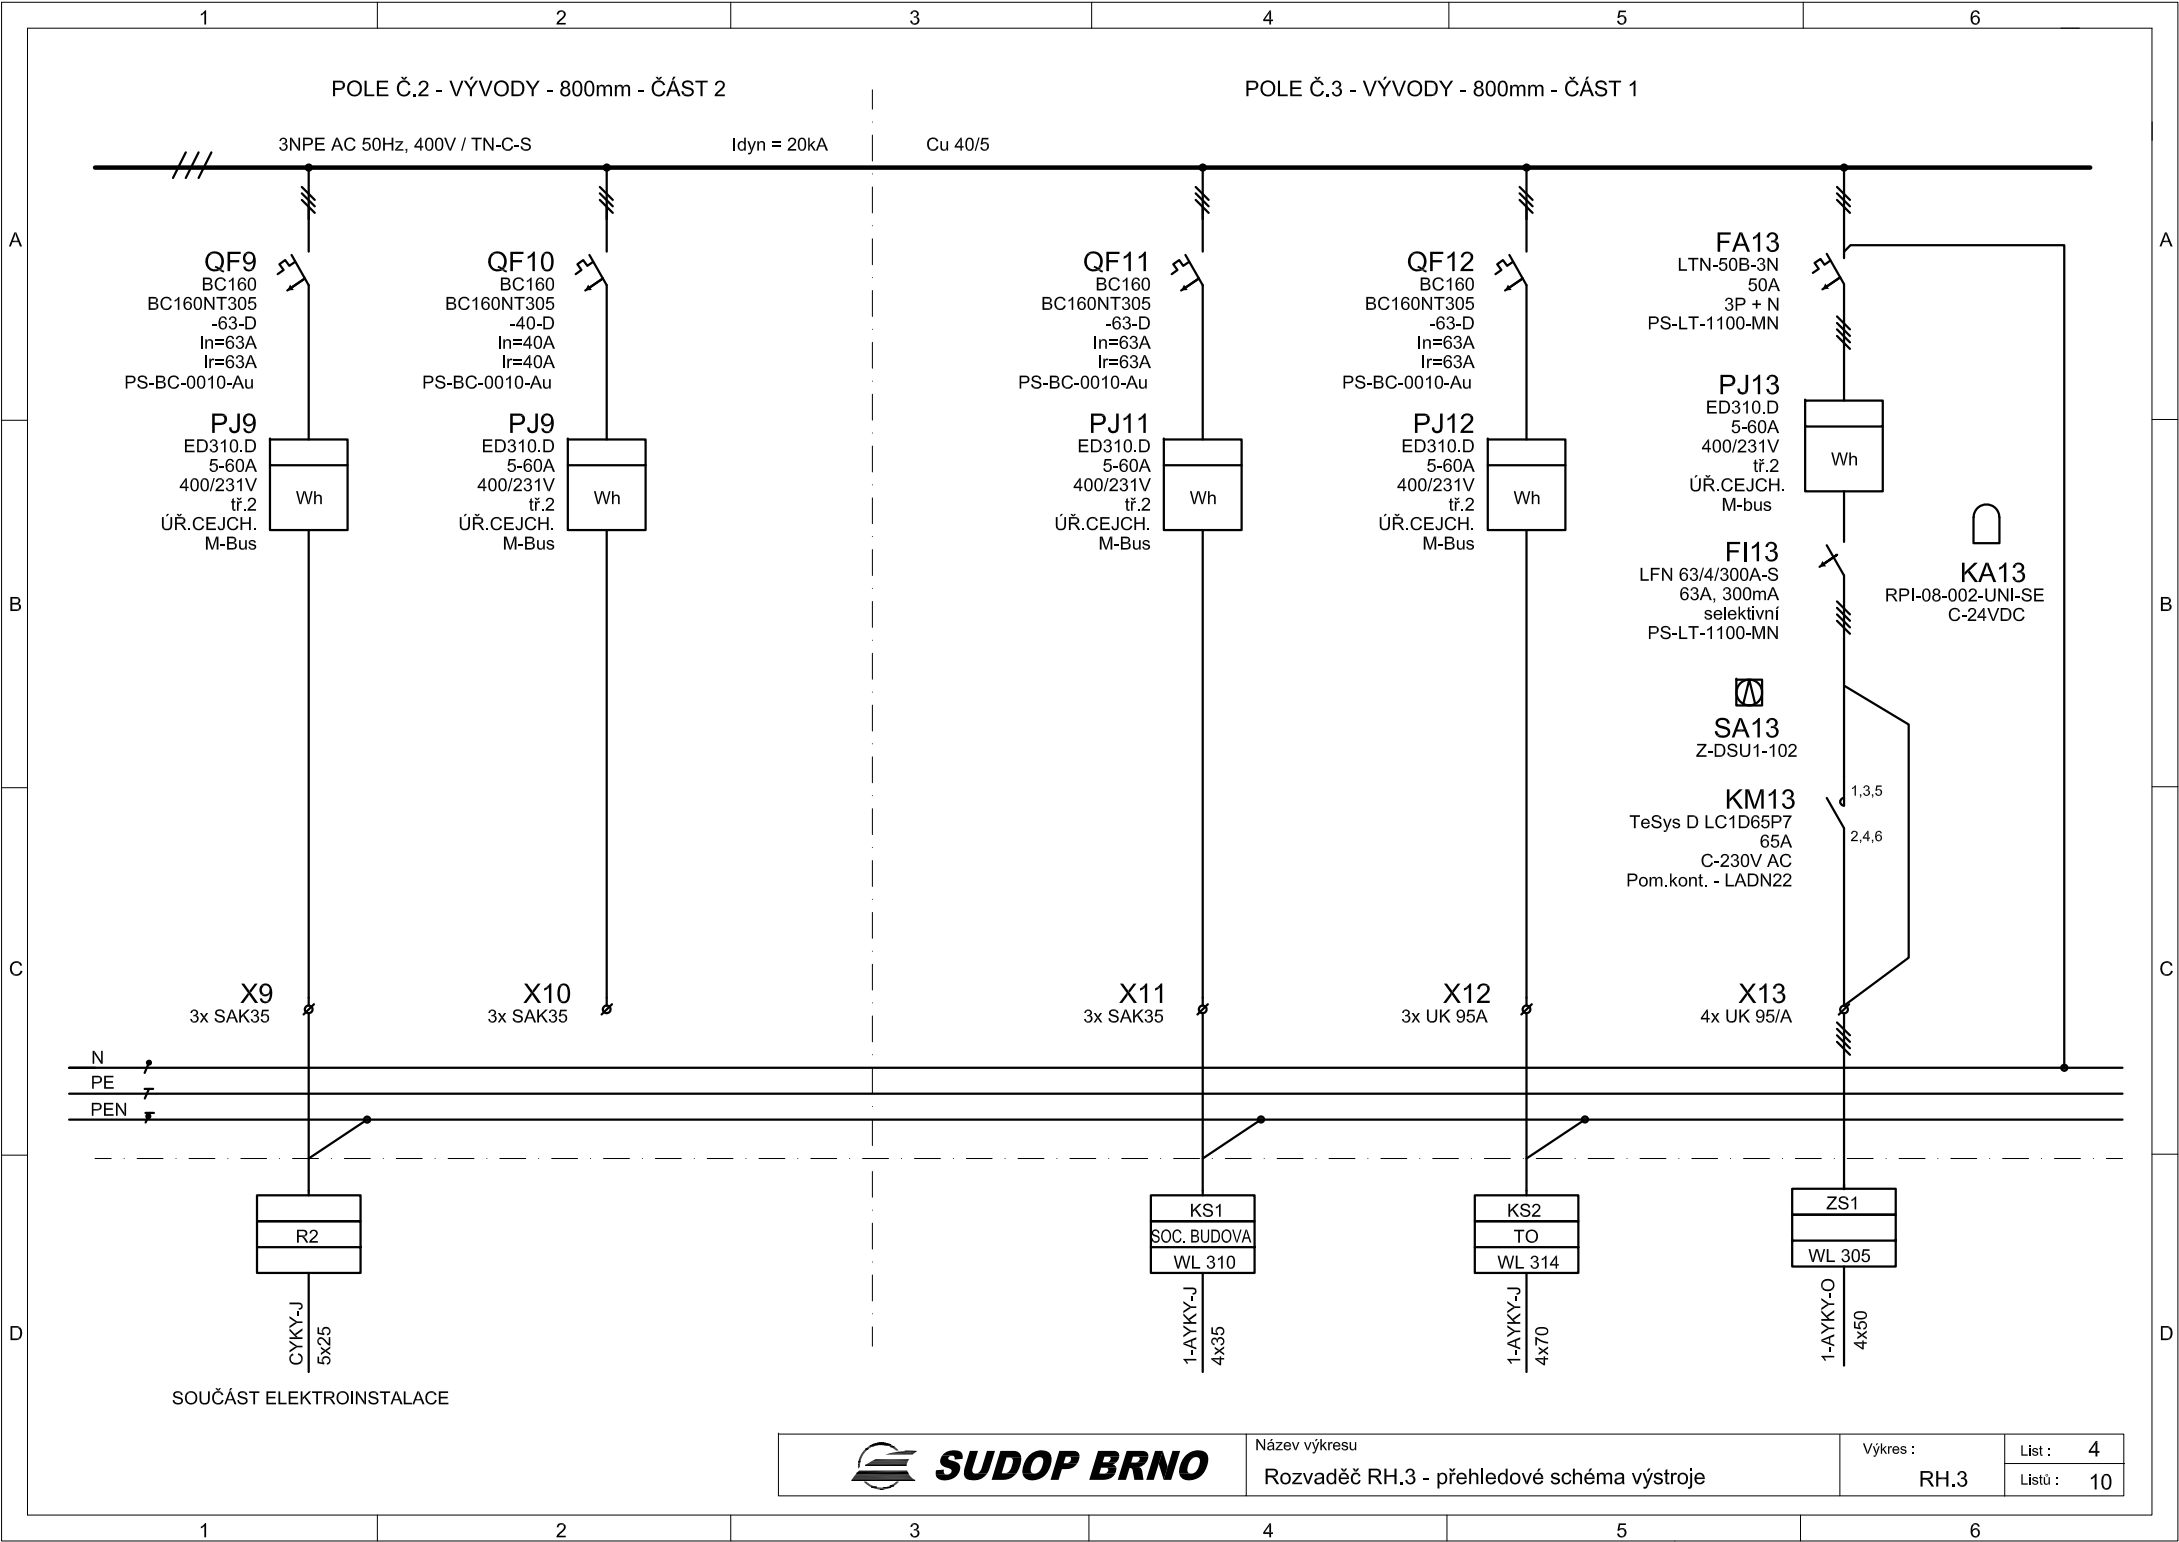 1 2 3 4 5 6
POLE Č.2 - VÝVODY - 800mm - ČÁST 2
POLE Č.3 - VÝVODY - 800mm - ČÁST 1
3NPE AC 50Hz, 400V / TN-C-S
Idyn = 20kA
Cu 40/5
A
A
QF9
BC160
BC160NT305
-63-D
In=63A
Ir=63A
PS-BC-0010-Au
QF10
BC160
BC160NT305
-40-D
In=40A
Ir=40A
PS-BC-0010-Au
QF11
BC160
BC160NT305
-63-D
In=63A
Ir=63A
PS-BC-0010-Au
QF12
BC160
BC160NT305
-63-D
In=63A
Ir=63A
PS-BC-0010-Au
FA13
LTN-50B-3N
50A
3P + N
PS-LT-1100-MN
PJ9
ED310.D
5-60A
400/231V
tř.2
ÚŘ.CEJCH.
M-Bus
Wh
PJ9
ED310.D
5-60A
400/231V
tř.2
ÚŘ.CEJCH.
M-Bus
Wh
PJ11
ED310.D
5-60A
400/231V
tř.2
ÚŘ.CEJCH.
M-Bus
Wh
PJ12
ED310.D
5-60A
400/231V
tř.2
ÚŘ.CEJCH.
M-Bus
Wh
PJ13
ED310.D
5-60A
400/231V
tř.2
ÚŘ.CEJCH.
M-bus
Wh
B
B
FI13
LFN 63/4/300A-S
63A, 300mA
selektivní
PS-LT-1100-MN
KA13
RPI-08-002-UNI-SE
C-24VDC
SA13
Z-DSU1-102
KM13
TeSys D LC1D65P7
65A
C-230V AC
Pom.kont. - LADN22
1,3,5
2,4,6
C
C
X9
3x SAK35
X10
3x SAK35
X11
3x SAK35
X12
3x UK 95A
X13
4x UK 95/A
N
PE
PEN
R2
KS1
SOC. BUDOVA
WL 310
KS2
TO
WL 314
ZS1
WL 305
D
D
CYKY-J
5x25
1-AYKY-J
4x35
1-AYKY-J
4x70
1-AYKY-O
4x50
SOUČÁST ELEKTROINSTALACE
SUDOP BRNO
Název výkresu
Rozvaděč RH.3 - přehledové schéma výstroje
Výkres :
RH.3
List : 4
Listů : 10
1 2 3 4 5 6